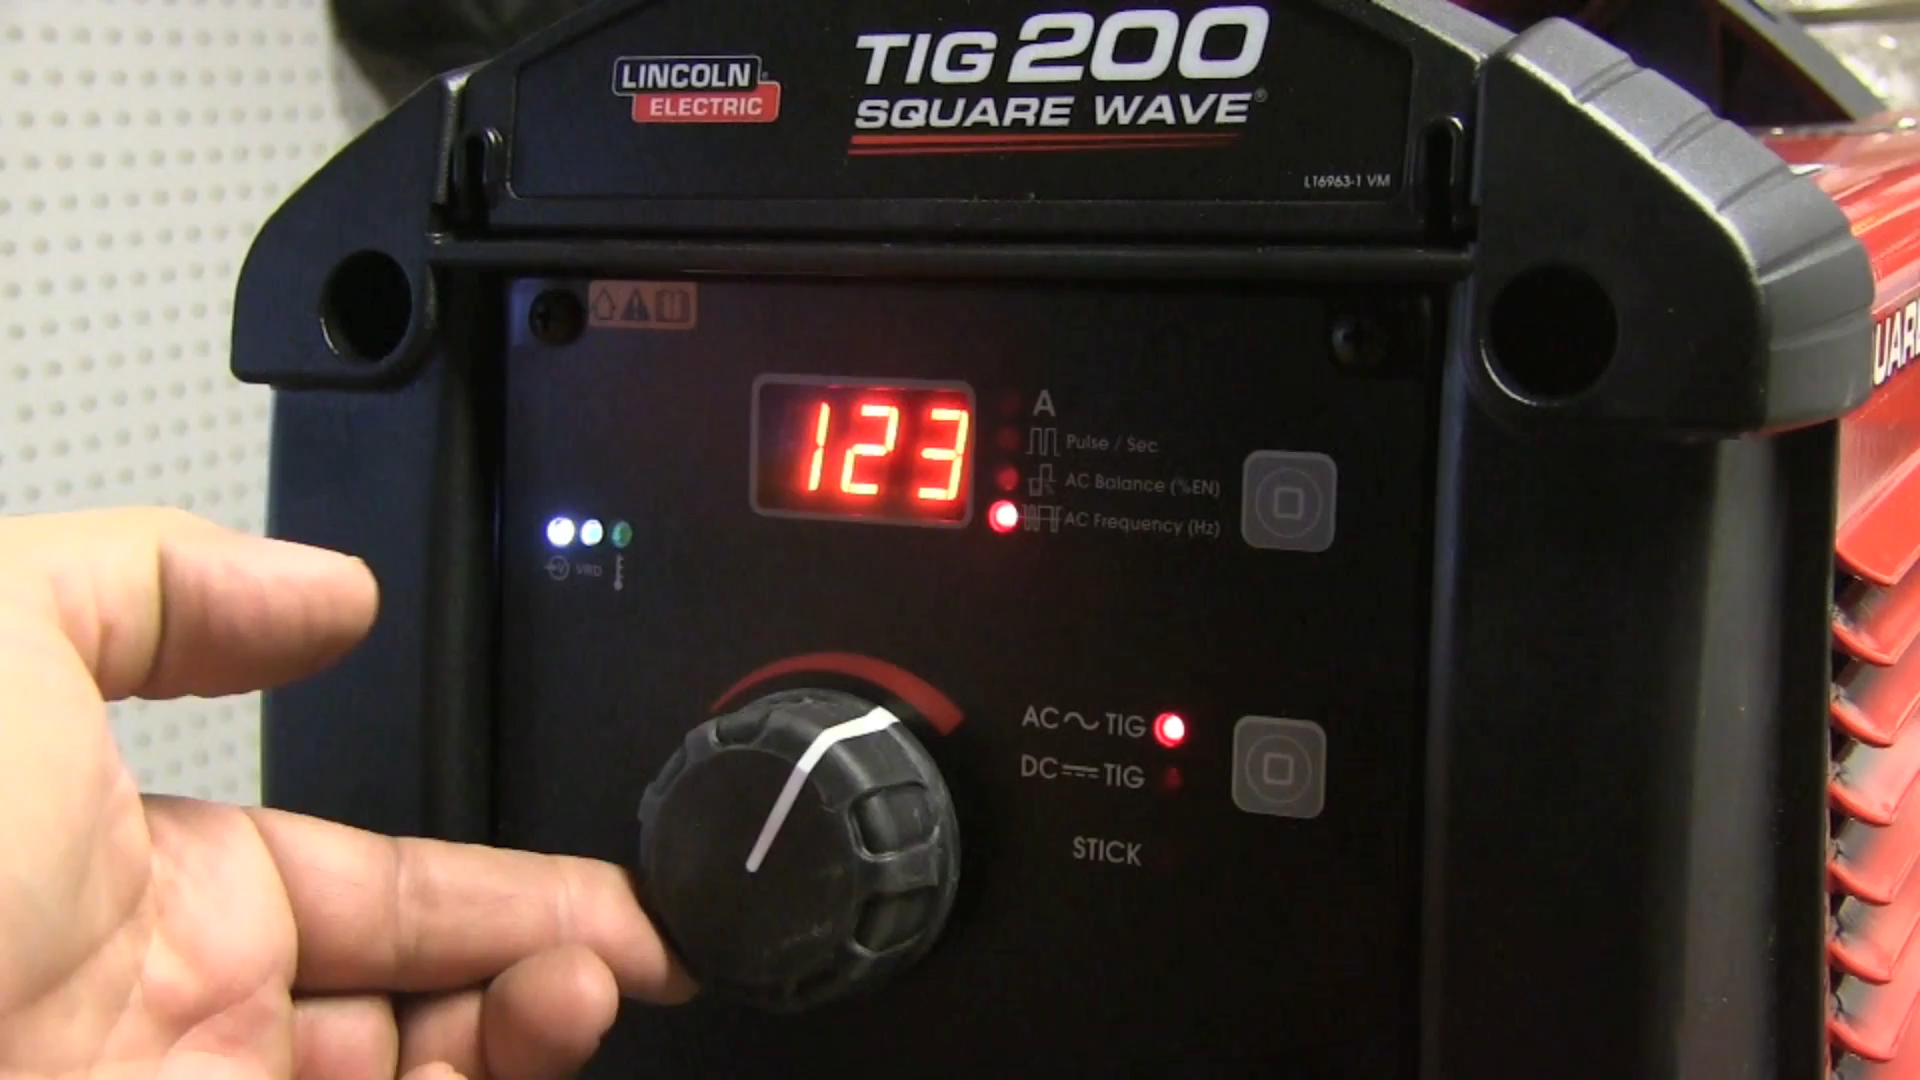 LINCOLN
ELECTRIC
TIG 200
SQUARE WAVE®
L16963-1 VM
123
A
Pulse / Sec
AC Balance (%EN)
AC Frequency (Hz)
VRD
AC TIG
DC TIG
STICK
UAR